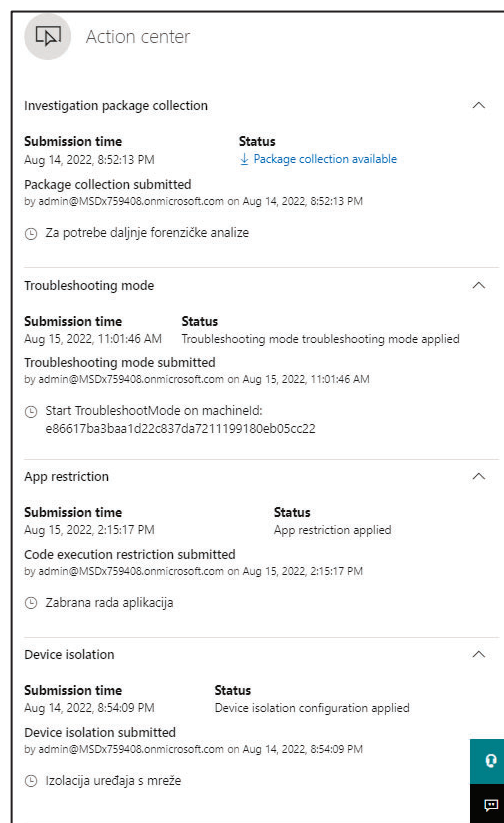 Action center
Investigation package collection
Submission time Status
Aug 14, 2022, 8:52:13 PM Package collection available
Package collection submitted
by admin@MSDx759408.onmicrosoft.com on Aug 14, 2022, 8:52:13 PM
Za potrebe daljnje forenzičke analize
Troubleshooting mode
Submission time Status
Aug 15, 2022, 11:01:46 AM Troubleshooting mode troubleshooting mode applied
Troubleshooting mode submitted
by admin@MSDx759408.onmicrosoft.com on Aug 15, 2022, 11:01:46 AM
Start TroubleshootMode on machineId:
e86617ba3baa1d22c837da7211199180eb05cc22
App restriction
Submission time Status
Aug 15, 2022, 2:15:17 PM App restriction applied
Code execution restriction submitted
by admin@MSDx759408.onmicrosoft.com on Aug 15, 2022, 2:15:17 PM
Zabrana rada aplikacija
Device isolation
Submission time Status
Aug 14, 2022, 8:54:09 PM Device isolation configuration applied
Device isolation submitted
by admin@MSDx759408.onmicrosoft.com on Aug 14, 2022, 8:54:09 PM
Izolacija uređaja s mreže